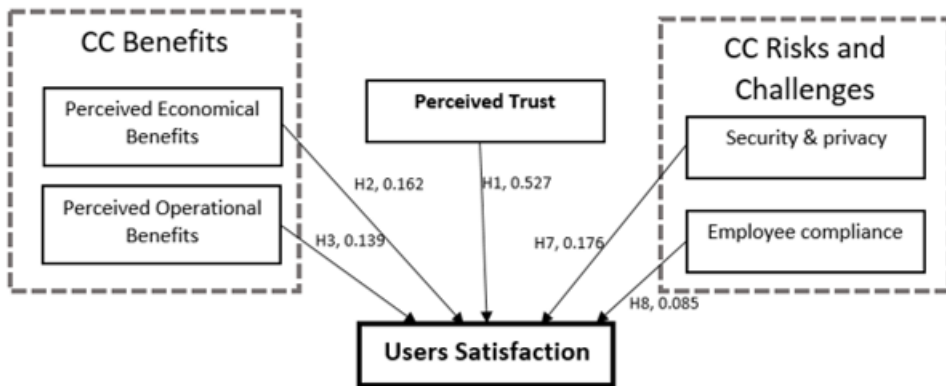 CC Benefits
Perceived Economical
Benefits
Perceived Operational
Benefits
Perceived Trust
CC Risks and
Challenges
Security & privacy
Employee compliance
H2, 0.162
H1, 0.527
H3, 0.139
H7, 0.176
H8, 0.085
Users Satisfaction